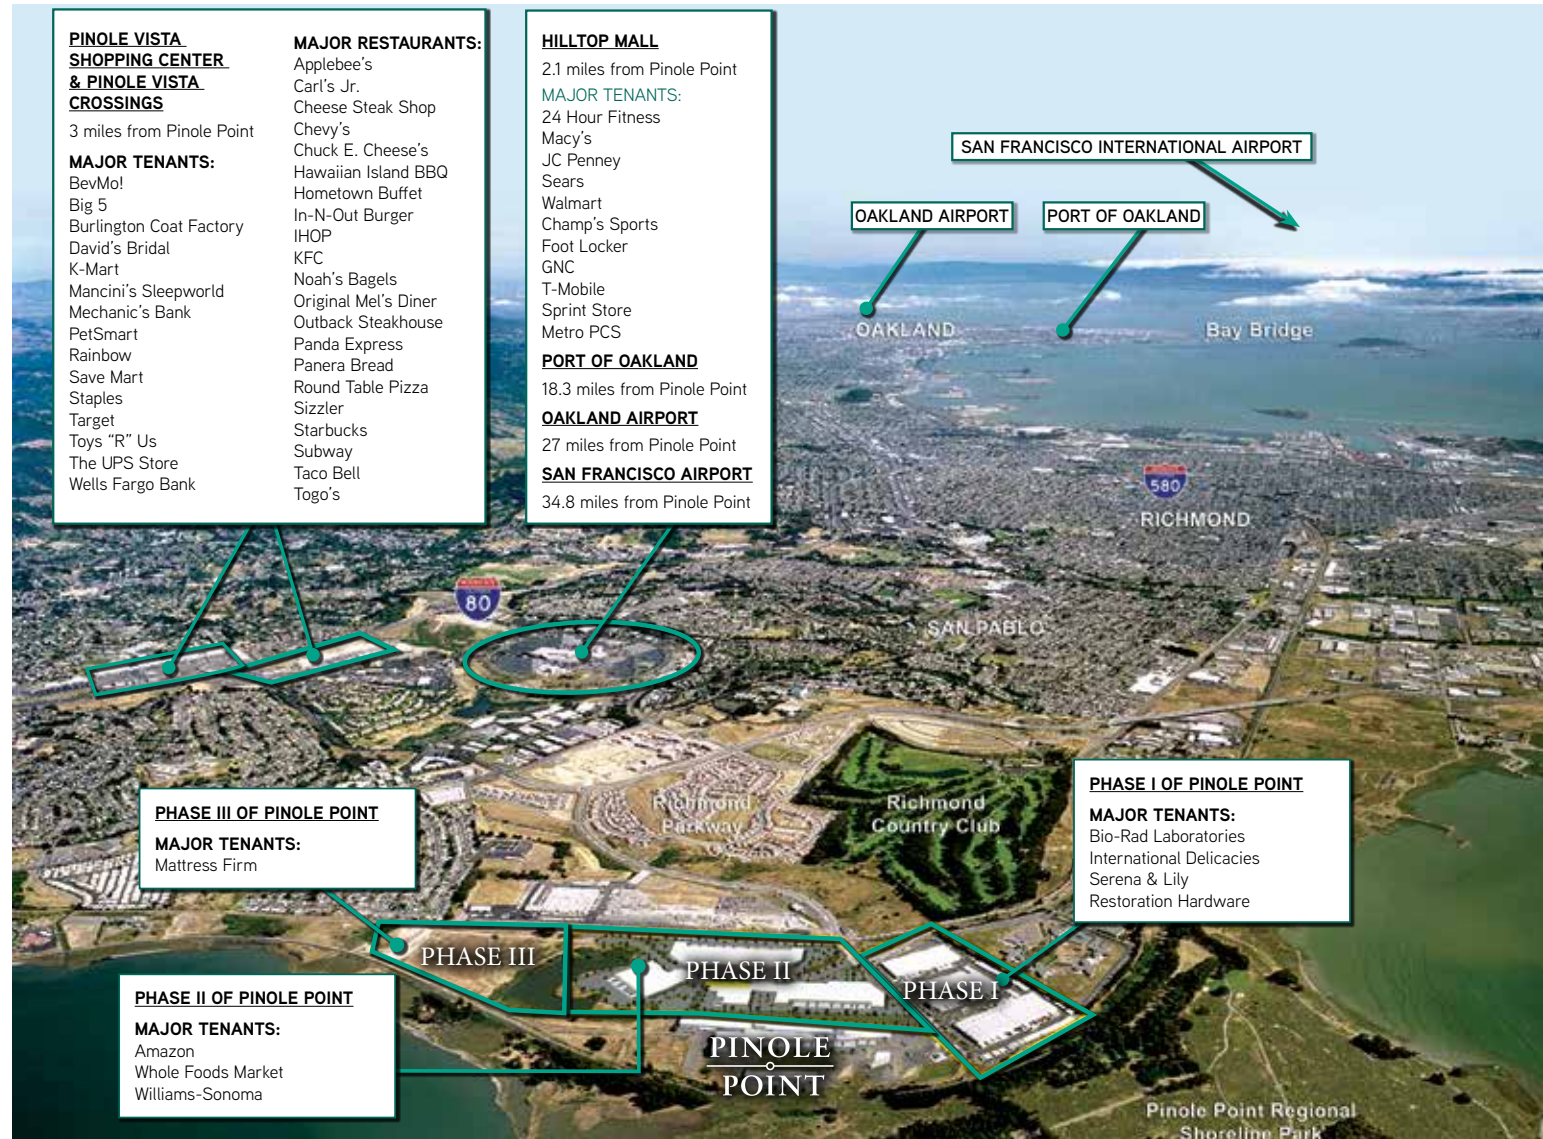 PINOLE VISTA
SHOPPING CENTER
& PINOLE VISTA
CROSSINGS
3 miles from Pinole Point
MAJOR TENANTS:
BevMo!
Big 5
Burlington Coat Factory
David's Bridal
K-Mart
Mancini's Sleepworld
Mechanic's Bank
PetSmart
Rainbow
Save Mart
Staples
Target
Toys “R” Us
The UPS Store
Wells Fargo Bank
MAJOR RESTAURANTS:
Applebee's
Carl's Jr.
Cheese Steak Shop
Chevy's
Chuck E. Cheese's
Hawaiian Island BBQ
Hometown Buffet
In-N-Out Burger
IHOP
KFC
Noah's Bagels
Original Mel's Diner
Outback Steakhouse
Panda Express
Panera Bread
Round Table Pizza
Sizzler
Starbucks
Subway
Taco Bell
Togo's
HILLTOP MALL
2.1 miles from Pinole Point
MAJOR TENANTS:
24 Hour Fitness
Macy's
JC Penney
Sears
Walmart
Champ's Sports
Foot Locker
GNC
T-Mobile
Sprint Store
Metro PCS
PORT OF OAKLAND
18.3 miles from Pinole Point
OAKLAND AIRPORT
27 miles from Pinole Point
SAN FRANCISCO AIRPORT
34.8 miles from Pinole Point
SAN FRANCISCO INTERNATIONAL AIRPORT
OAKLAND AIRPORT
PORT OF OAKLAND
OAKLAND
Bay Bridge
580
RICHMOND
80
SAN PABLO
Richmond
Parkway
Richmond
Country Club
PHASE I OF PINOLE POINT
MAJOR TENANTS:
Bio-Rad Laboratories
International Delicacies
Serena & Lily
Restoration Hardware
PHASE III OF PINOLE POINT
MAJOR TENANTS:
Mattress Firm
PHASE III
PHASE II
PHASE I
PHASE II OF PINOLE POINT
MAJOR TENANTS:
Amazon
Whole Foods Market
Williams-Sonoma
PINOLE
POINT
Pinole Point Regional
Shoreline Park